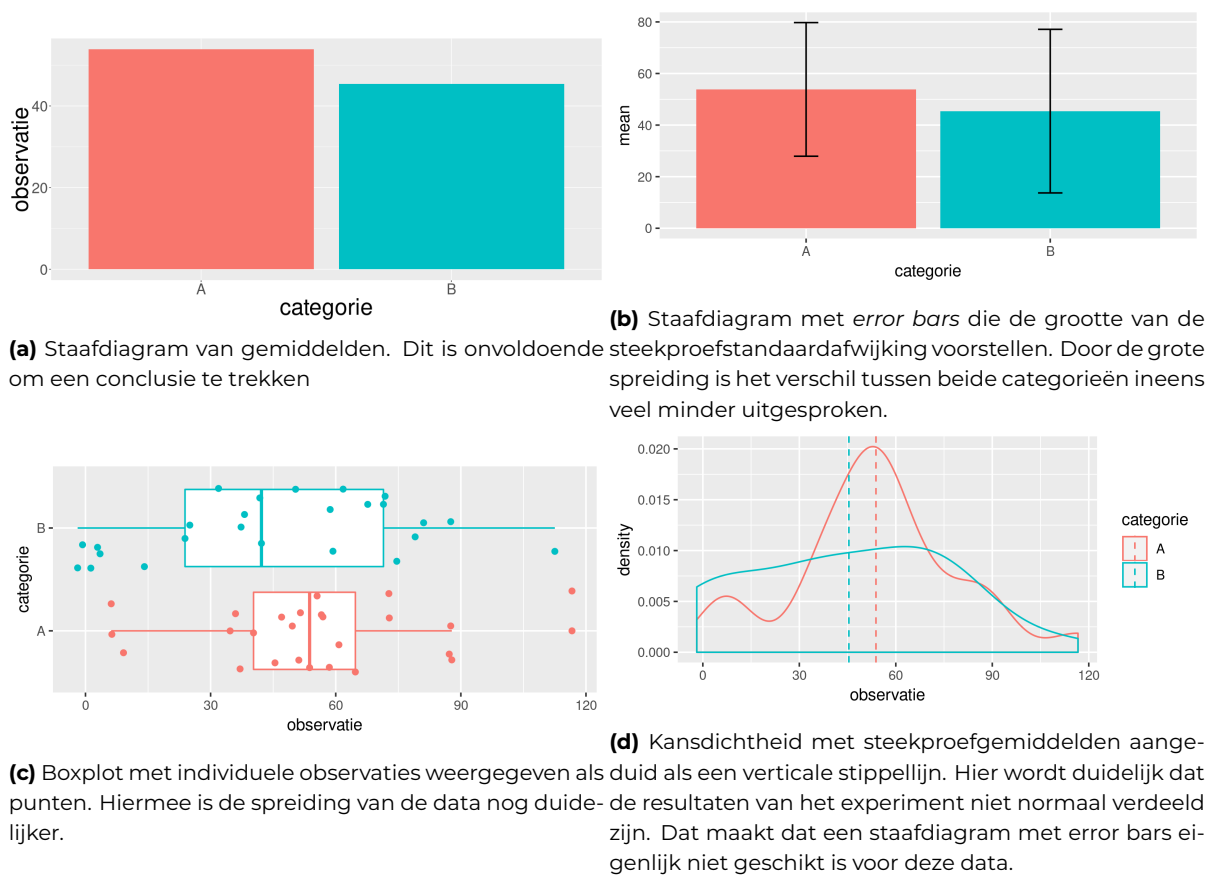 observatie
40
20
0
A
B
categorie
(a) Staafdiagram van gemiddelden. Dit is onvoldoende
om een conclusie te trekken
mean
80
60
40
20
0
A
B
categorie
(b) Staafdiagram met error bars die de grootte van de
steekproefstandaardafwijking voorstellen. Door de grote
spreiding is het verschil tussen beide categorieën ineens
veel minder uitgesproken.
categorie
B
A
0
30
60
90
120
observatie
(c) Boxplot met individuele observaties weergegeven als
punten. Hiermee is de spreiding van de data nog duide-
lijker.
density
0.020
0.015
0.010
0.005
0.000
0
30
60
90
120
observatie
categorie
A
B
(d) Kansdichtheid met steekproefgemiddelden aange-
duid als een verticale stippellijn. Hier wordt duidelijk dat
de resultaten van het experiment niet normaal verdeeld
zijn. Dat maakt dat een staafdiagram met error bars ei-
genlijk niet geschikt is voor deze data.